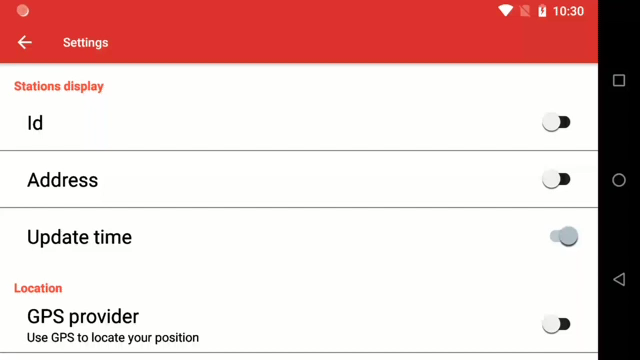 10:30
Settings
Stations display
Id
Address
Update time
Location
GPS provider
Use GPS to locate your position